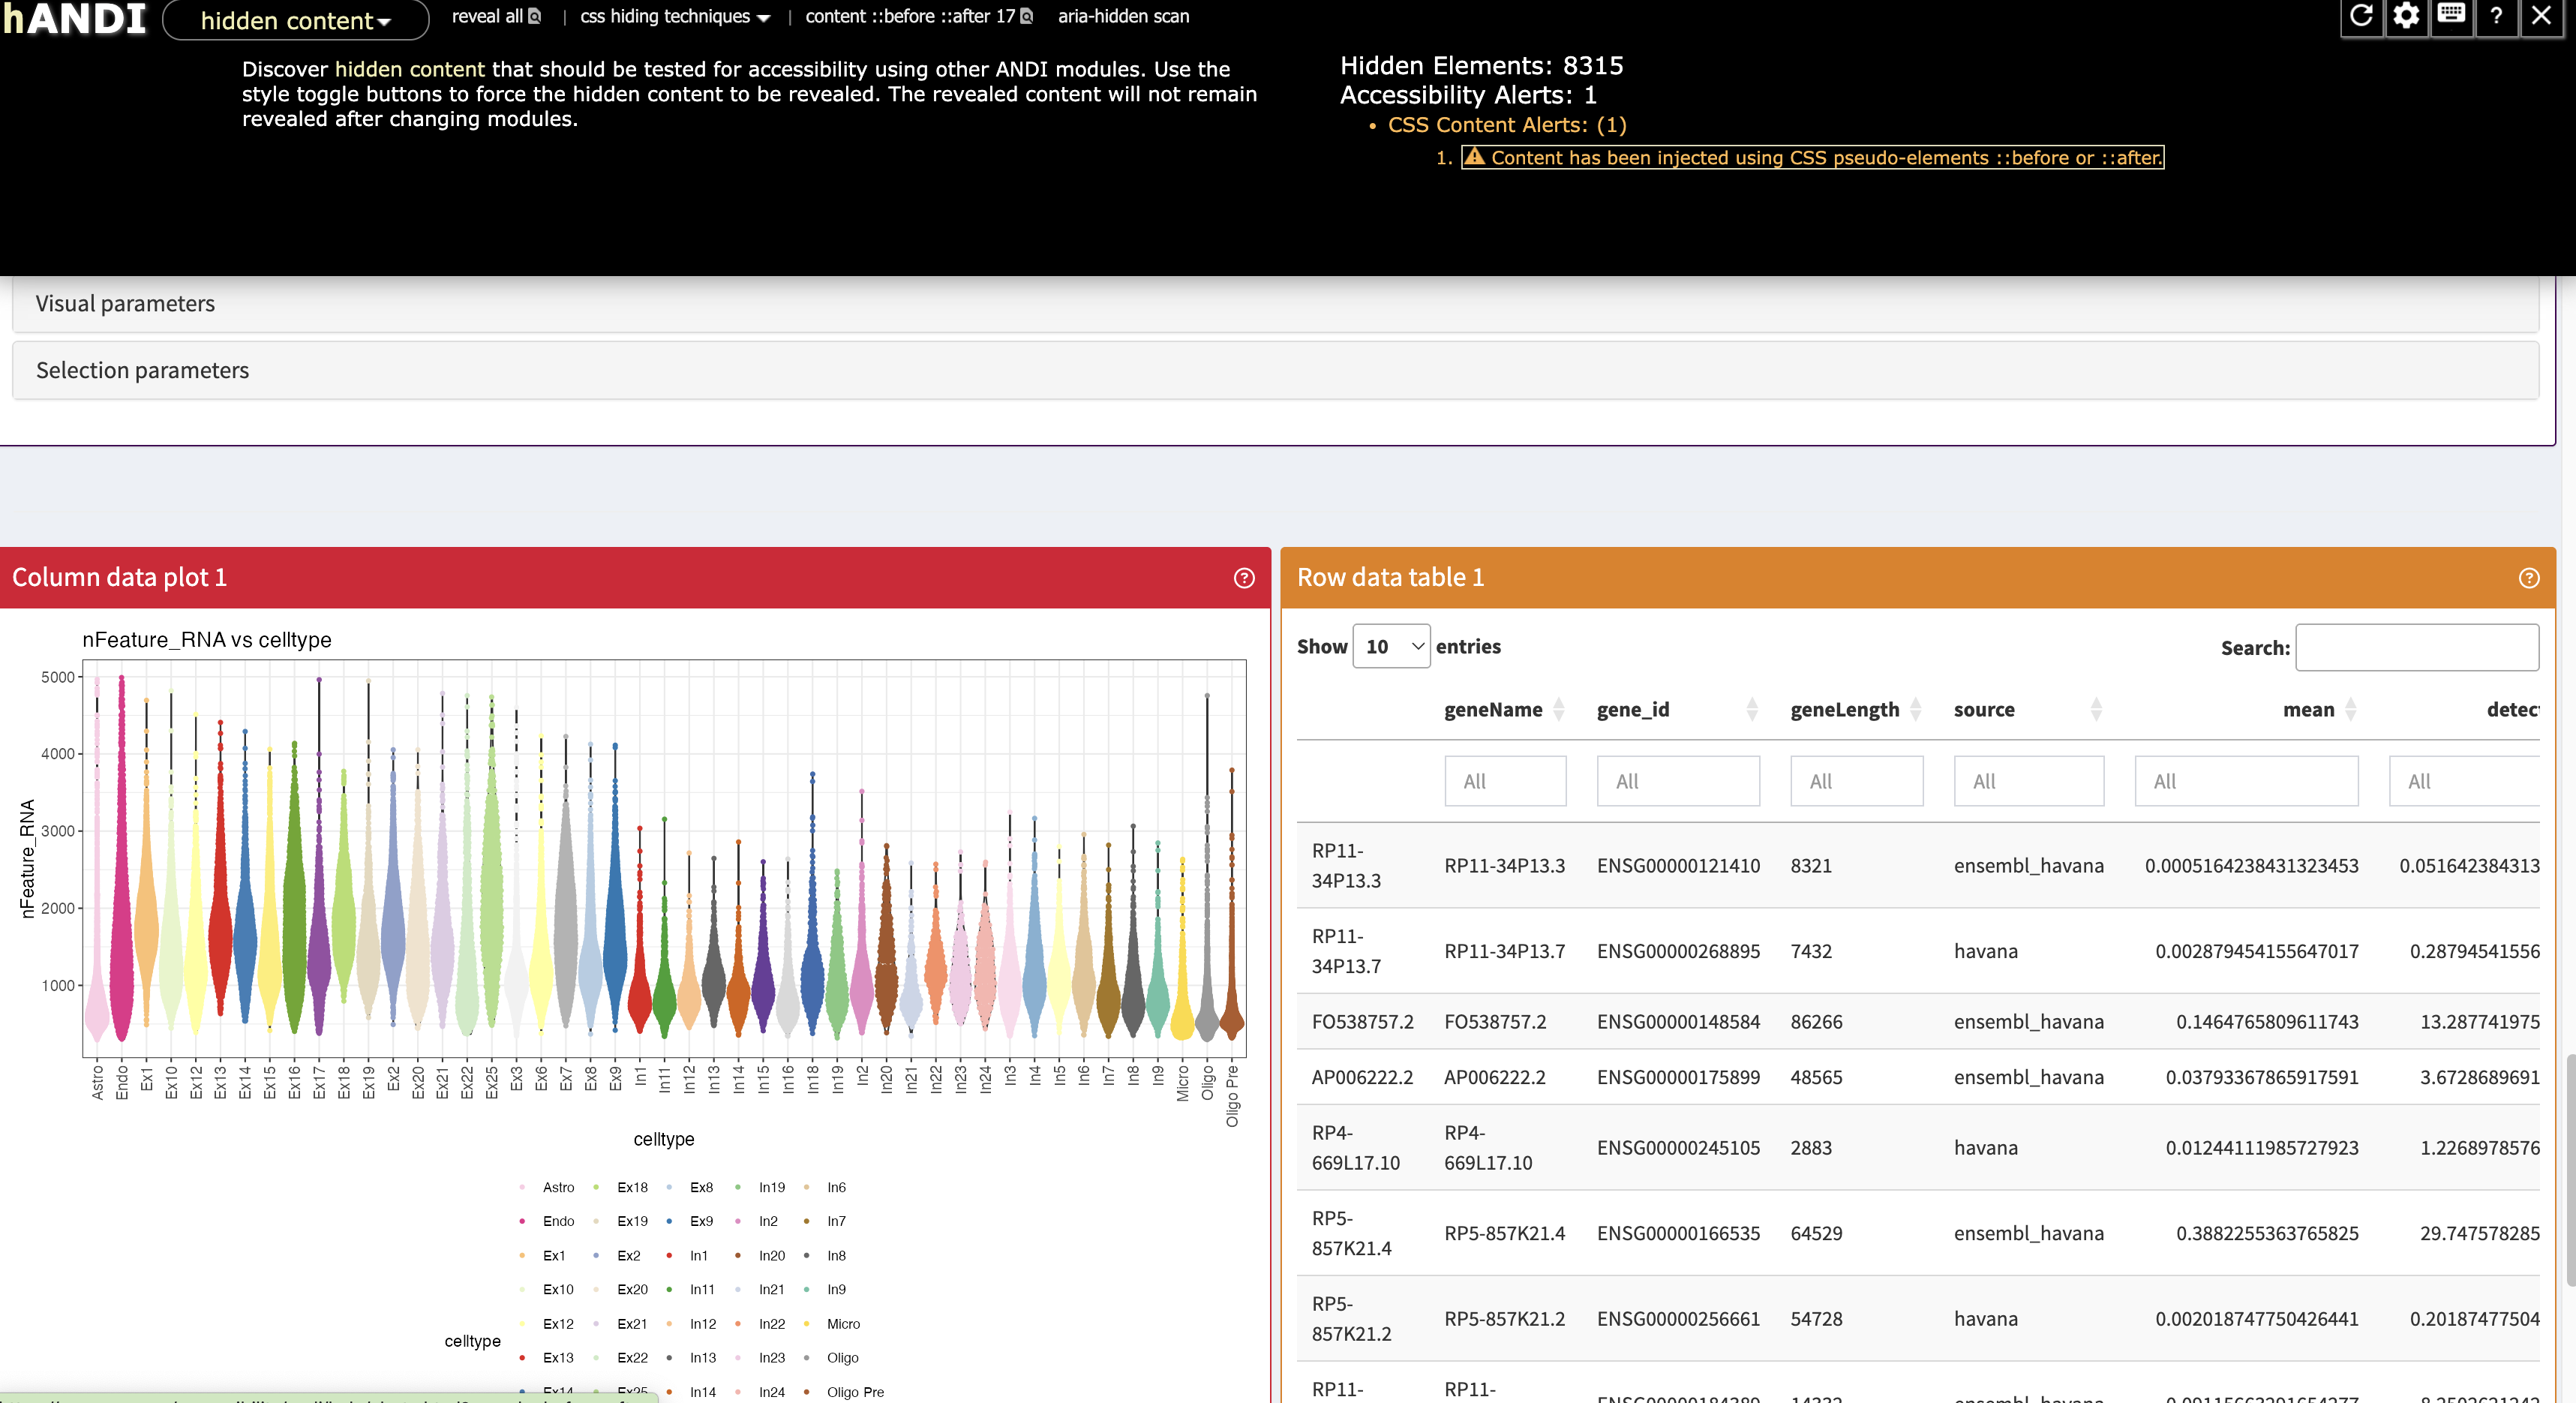 hANDI
hidden content
reveal all | css hiding techniques | content ::before ::after 17 aria-hidden scan
?
Discover hidden content that should be tested for accessibility using other ANDI modules. Use the
style toggle buttons to force the hidden content to be revealed. The revealed content will not remain
revealed after changing modules.
Hidden Elements: 8315
Accessibility Alerts: 1
• CSS Content Alerts: (1)
1. Content has been injected using CSS pseudo-elements ::before or ::after.
Visual parameters
Selection parameters
Column data plot 1
?
nFeature_RNA vs celltype
nFeature_RNA
5000
4000
3000
2000
1000
Astro Endo Ex1 Ex10 Ex12 Ex13 Ex14 Ex15 Ex16 Ex17 Ex18 Ex19 Ex2 Ex20 Ex21 Ex22 Ex25 Ex3 Ex6 Ex7 Ex8 Ex9 In1 In11 In12 In13 In14 In15 In16 In18 In19 In2 In20 In21 In22 In23 In24 In3 In4 In5 In6 In7 In8 In9 Micro Oligo Oligo Pre
celltype
Astro Ex18 Ex8 In19 In6
Endo Ex19 Ex9 In2 In7
Ex1 Ex2 In1 In20 In8
Ex10 Ex20 In11 In21 In9
Ex12 Ex21 In12 In22 Micro
celltype
Ex13 Ex22 In13 In23 Oligo
Ex14 Ex25 In14 In24 Oligo Pre
Row data table 1
?
Show 10 entries
Search:
geneName gene_id geneLength source mean detect
All All All All All All
RP11-
34P13.3
RP11-34P13.3 ENSG00000121410 8321 ensembl_havana 0.0005164238431323453 0.051642384313
RP11-
34P13.7
RP11-34P13.7 ENSG00000268895 7432 havana 0.002879454155647017 0.28794541556
FO538757.2 FO538757.2 ENSG00000148584 86266 ensembl_havana 0.1464765809611743 13.287741975
AP006222.2 AP006222.2 ENSG00000175899 48565 ensembl_havana 0.03793367865917591 3.6728689691
RP4-
669L17.10
RP4-
669L17.10
ENSG00000245105 2883 havana 0.01244111985727923 1.2268978576
RP5-
857K21.4
RP5-857K21.4 ENSG00000166535 64529 ensembl_havana 0.3882255363765825 29.747578285
RP5-
857K21.2
RP5-857K21.2 ENSG00000256661 54728 havana 0.002018747750426441 0.20187477504
RP11-
RP11-